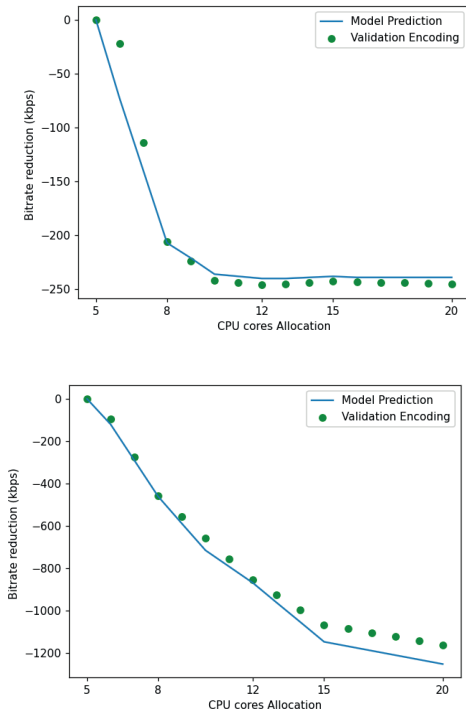 Model Prediction
Validation Encoding
0
−50
−100
−150
−200
−250
Bitrate reduction (kbps)
5 8 12 15 20
CPU cores Allocation
Model Prediction
Validation Encoding
0
−200
−400
−600
−800
−1000
−1200
Bitrate reduction (kbps)
5 8 12 15 20
CPU cores Allocation